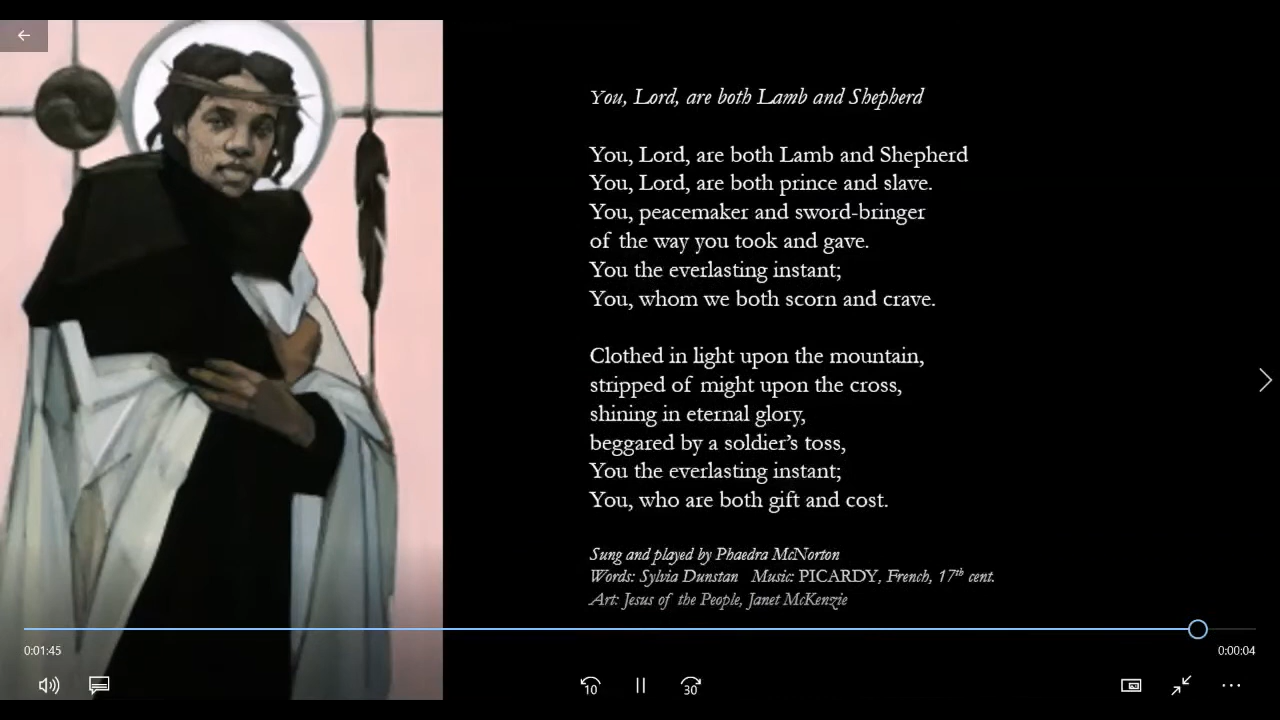 You, Lord, are both Lamb and Shepherd
You, Lord, are both Lamb and Shepherd
You, Lord, are both prince and slave.
You, peacemaker and sword-bringer
of the way you took and gave.
You the everlasting instant;
You, whom we both scorn and crave.
Clothed in light upon the mountain,
stripped of might upon the cross,
shining in eternal glory,
beggared by a soldier's toss,
You the everlasting instant;
You, who are both gift and cost.
Sung and played by Phaedra McNorton
Words: Sylvia Dunstan Music: PICARDY, French, 17th cent.
Art: Jesus of the People, Janet McKenzie
0:01:45 0:00:04
10 30